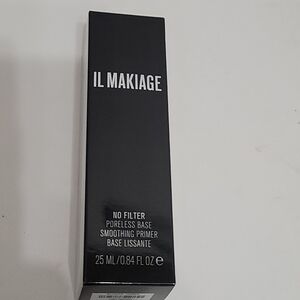 IL MAKIAGE
NO FILTER
PORELESS BASE
SMOOTHING PRIMER
BASE LISSANTE
25 ML/0.84 FL OZ ℮